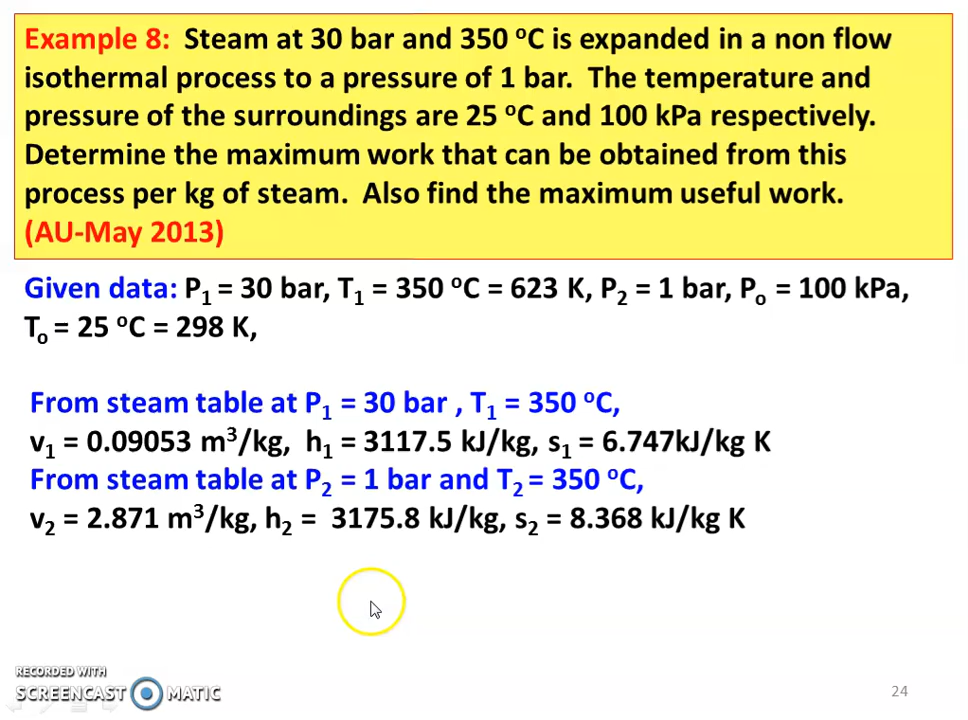 Example 8: Steam at 30 bar and 350 ºC is expanded in a non flow
isothermal process to a pressure of 1 bar. The temperature and
pressure of the surroundings are 25 ºC and 100 kPa respectively.
Determine the maximum work that can be obtained from this
process per kg of steam. Also find the maximum useful work.
(AU-May 2013)
Given data: P₁ = 30 bar, T₁ = 350 ºC = 623 K, P₂ = 1 bar, Pₒ = 100 kPa,
Tₒ = 25 ºC = 298 K,
From steam table at P₁ = 30 bar , T₁ = 350 ºC,
v₁ = 0.09053 m³/kg, h₁ = 3117.5 kJ/kg, s₁ = 6.747kJ/kg K
From steam table at P₂ = 1 bar and T₂ = 350 ºC,
v₂ = 2.871 m³/kg, h₂ = 3175.8 kJ/kg, s₂ = 8.368 kJ/kg K
RECORDED WITH
SCREENCAST MATIC
24